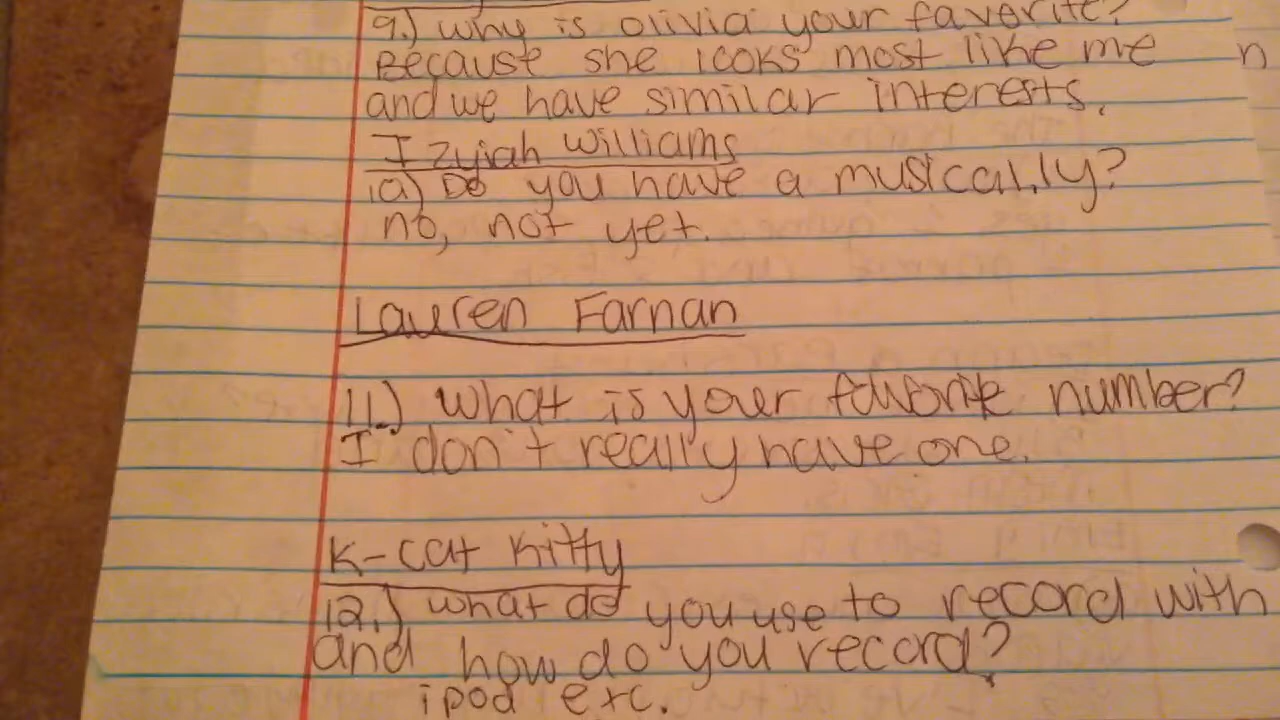 9.) why is olivia your favorite?
Because she looks most like me
and we have similar interests.
Izyiah Williams
10) Do you have a musical.ly?
no, not yet.
Lauren Farnan
11.) what is your favorite number?
I don't really have one.
K-cat Kitty
12.) what do you use to record with
and how do you record?
ipod etc.